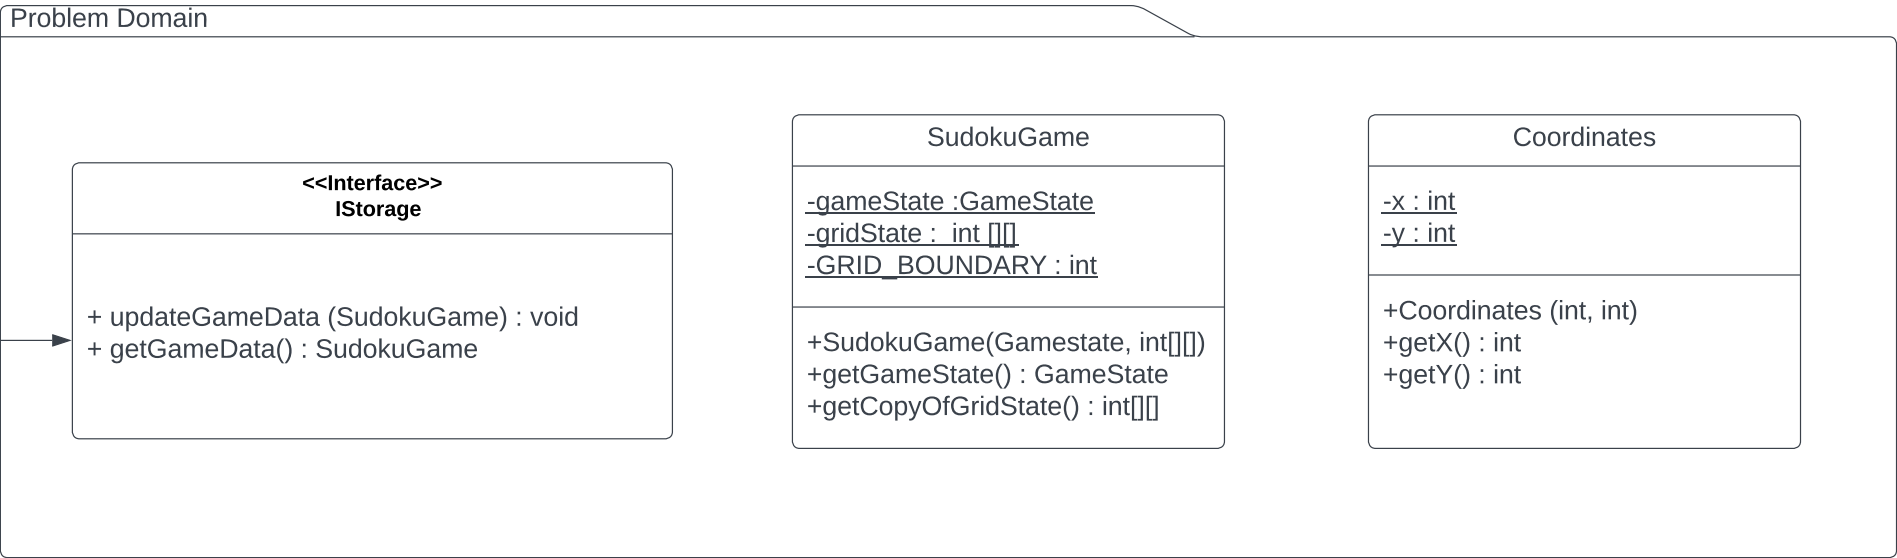 Problem Domain
<<Interface>>
IStorage
+ updateGameData (SudokuGame) : void
+ getGameData() : SudokuGame
SudokuGame
-gameState :GameState
-gridState :  int [][]
-GRID_BOUNDARY : int
+SudokuGame(Gamestate, int[][])
+getGameState() : GameState
+getCopyOfGridState() : int[][]
Coordinates
-x : int
-y : int
+Coordinates (int, int)
+getX() : int
+getY() : int